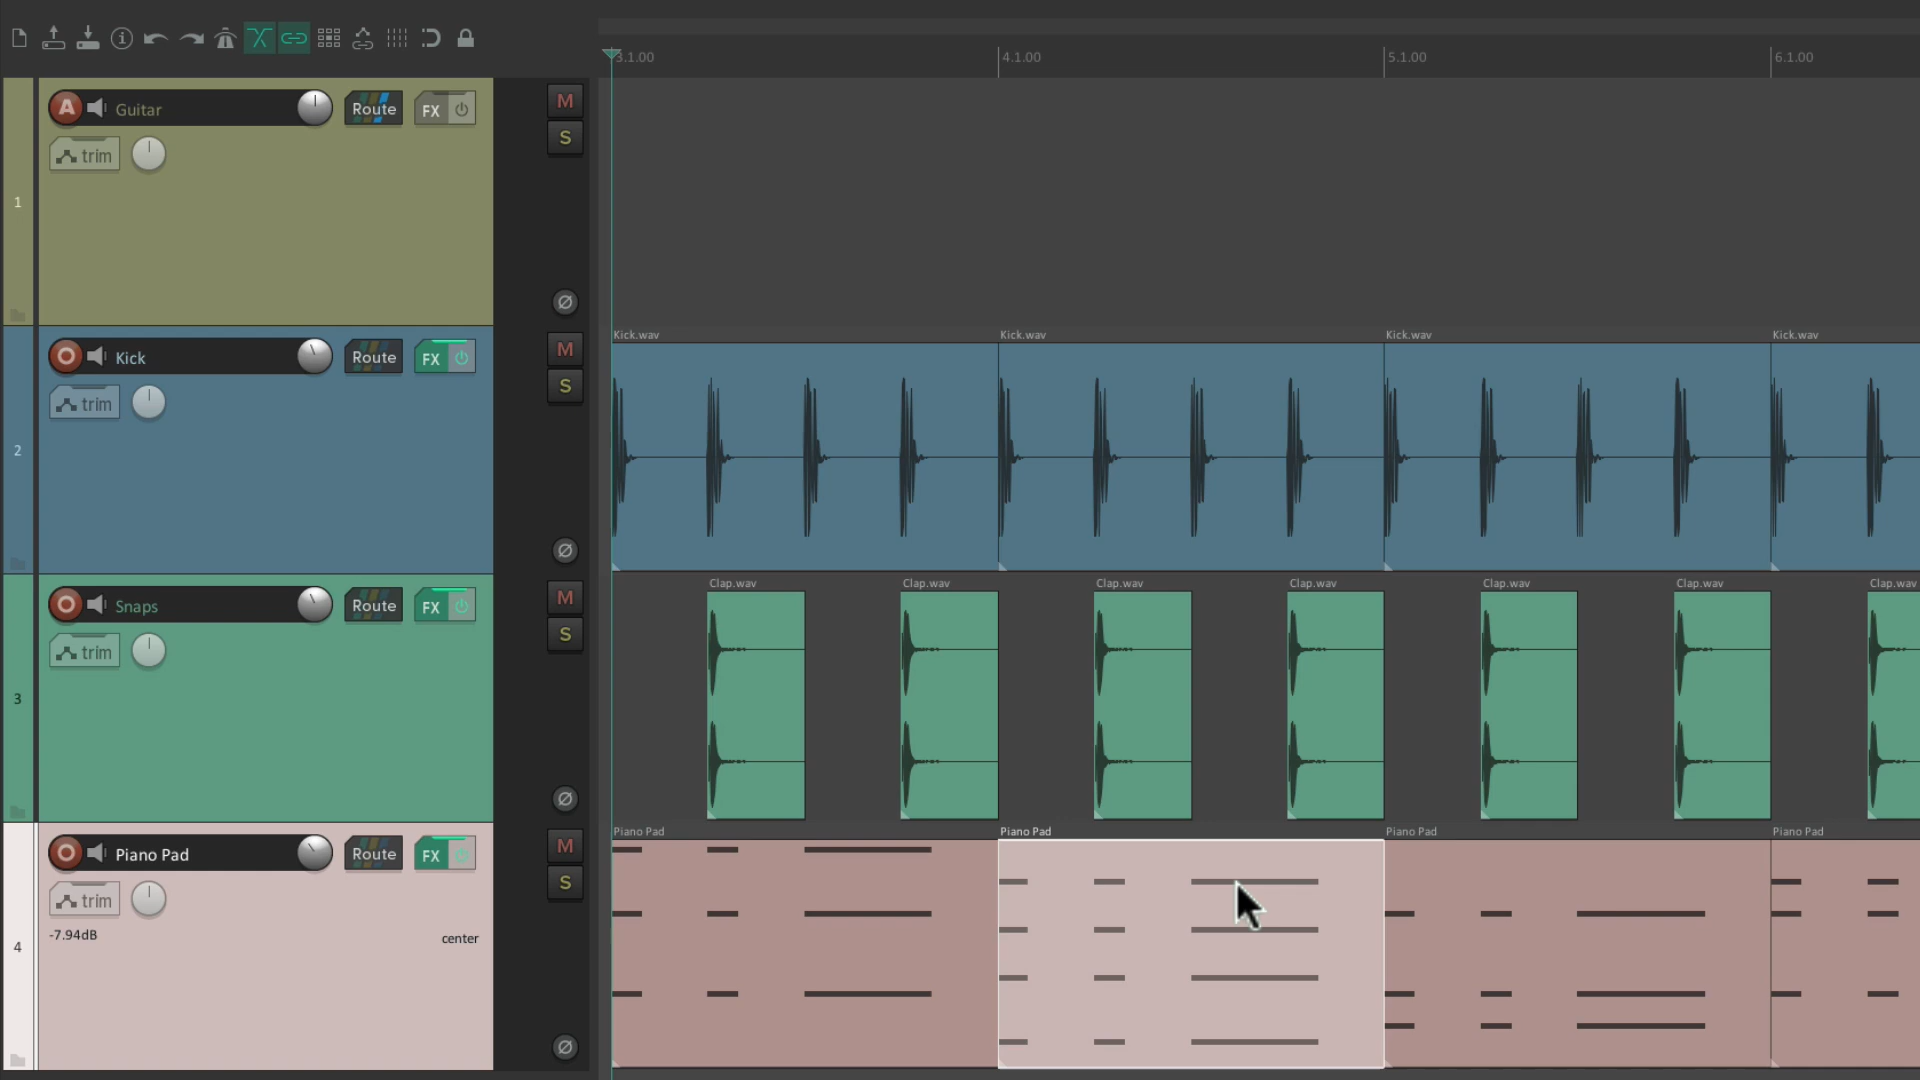 3.1.00 4.1.00 5.1.00 6.1.00
A Guitar Route FX M
trim S
1
Kick.wav Kick.wav Kick.wav Kick.wav
Kick Route FX M
trim S
2
Clap.wav Clap.wav Clap.wav Clap.wav Clap.wav Clap.wav Clap.wav
Snaps Route FX M
trim S
3
Piano Pad Piano Pad Piano Pad Piano Pad
Piano Pad Route FX M
trim S
-7.94dB center
4